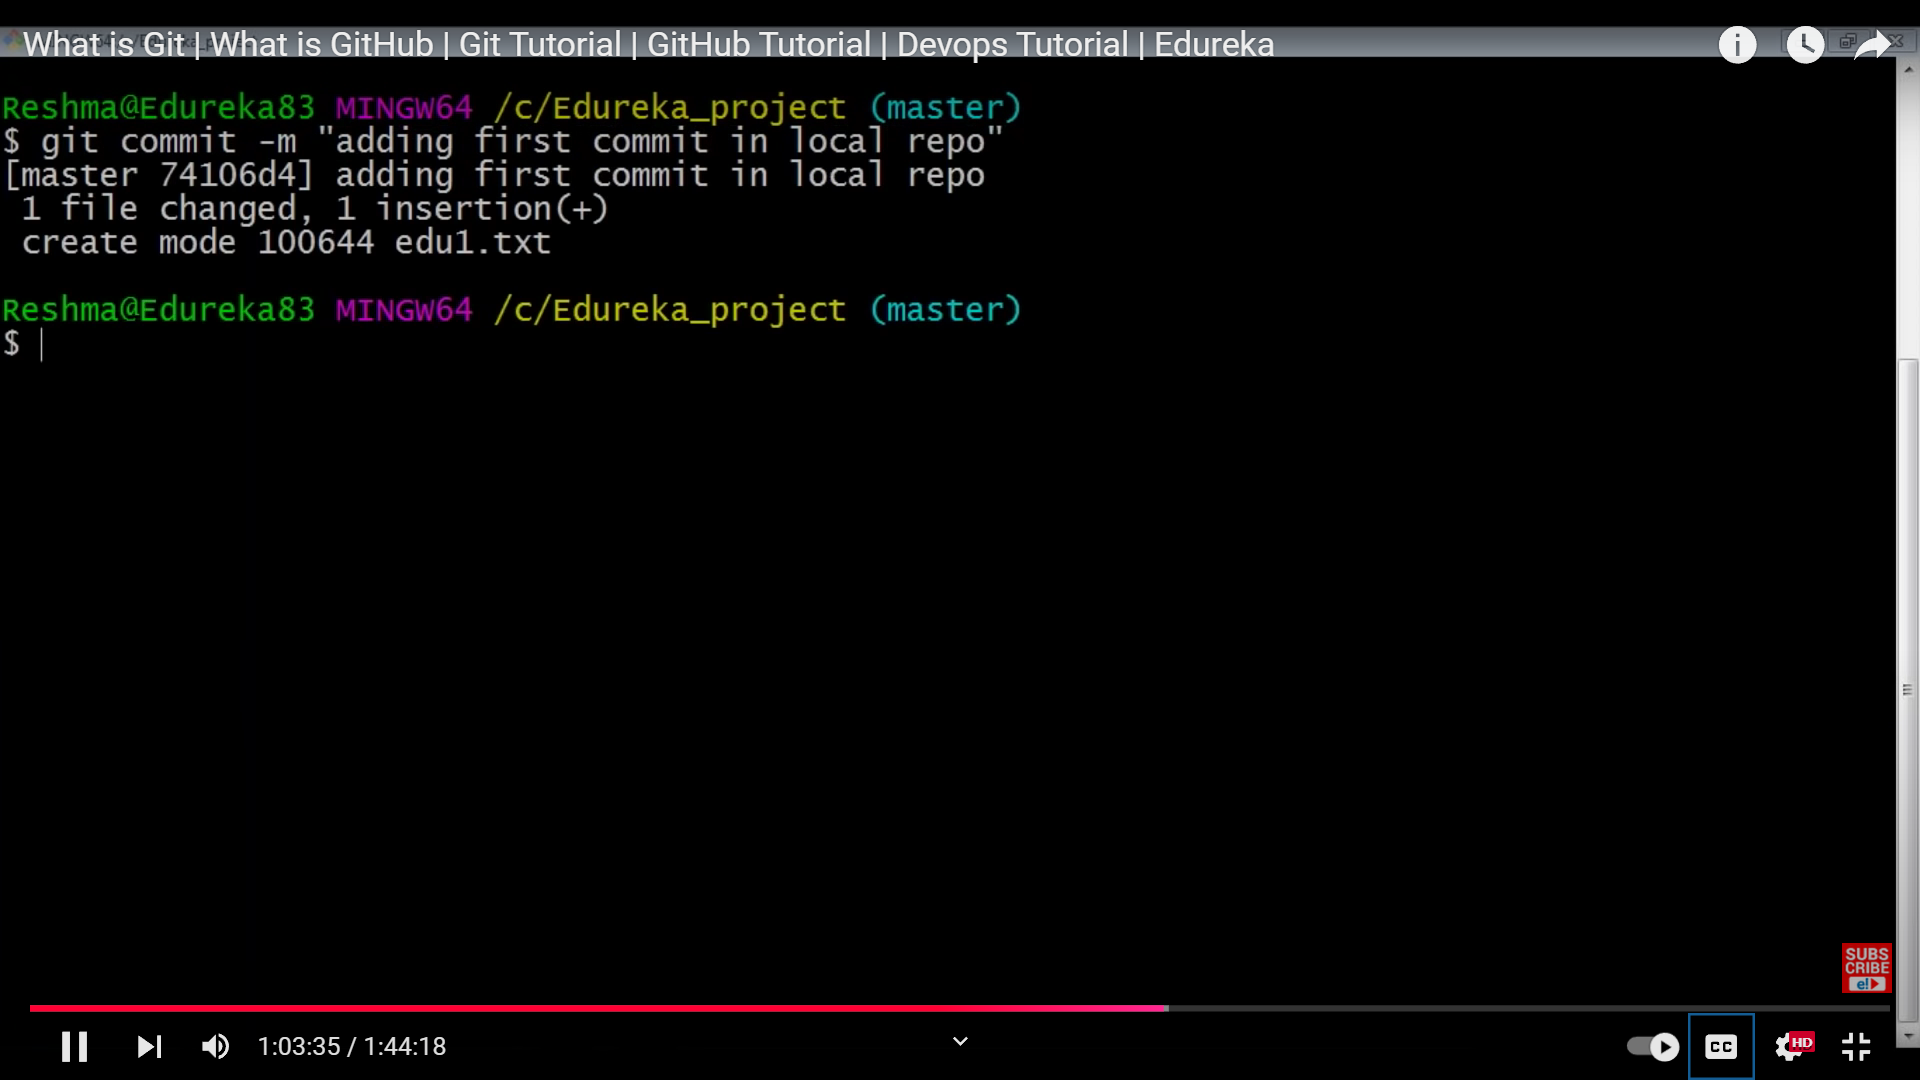 What is Git | What is GitHub | Git Tutorial | GitHub Tutorial | Devops Tutorial | Edureka
Reshma@Edureka83 MINGW64 /c/Edureka_project (master)
$ git commit -m "adding first commit in local repo"
[master 74106d4] adding first commit in local repo
1 file changed, 1 insertion(+)
create mode 100644 edu1.txt
Reshma@Edureka83 MINGW64 /c/Edureka_project (master)
$
SUBS
CRIBE
e!
1:03:35 / 1:44:18
CC
HD